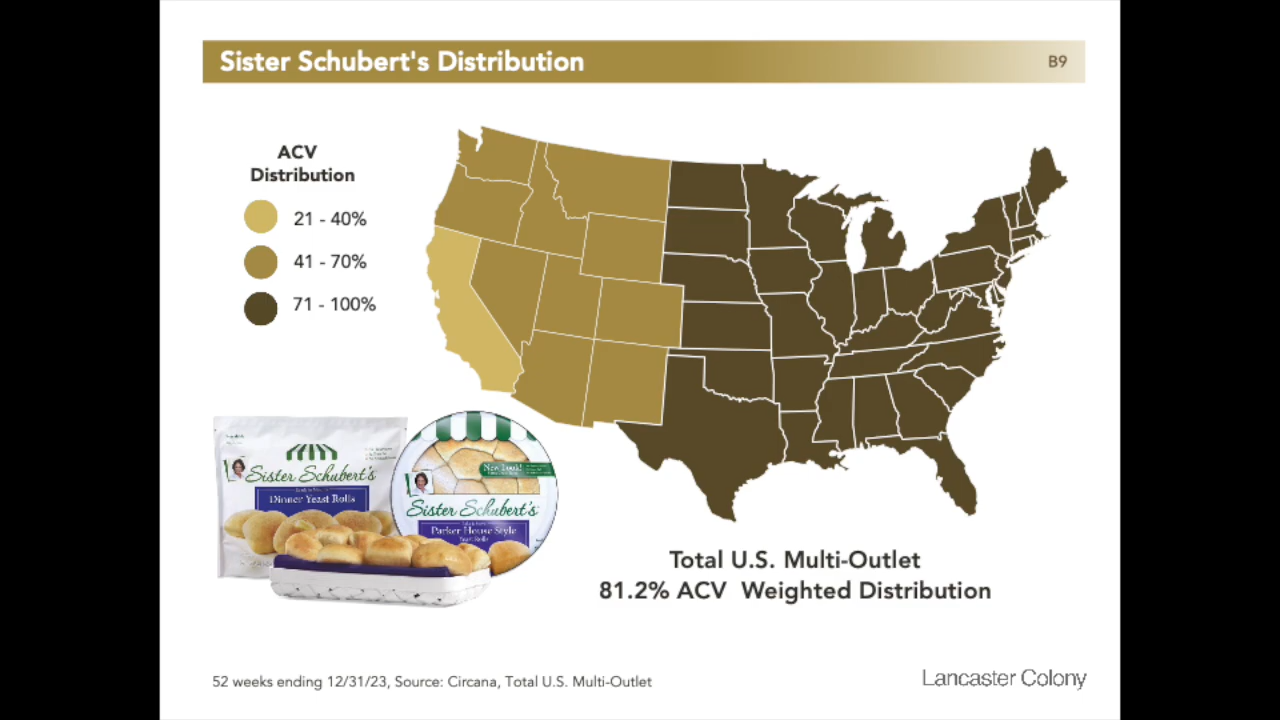 Sister Schubert's Distribution
B9
ACV
Distribution
21 - 40%
41 - 70%
71 - 100%
Sister Schubert's
Dinner Yeast Rolls
New Look!
Sister Schubert's
Parker House Style
Yeast Rolls
Total U.S. Multi-Outlet
81.2% ACV Weighted Distribution
52 weeks ending 12/31/23, Source: Circana, Total U.S. Multi-Outlet
Lancaster Colony